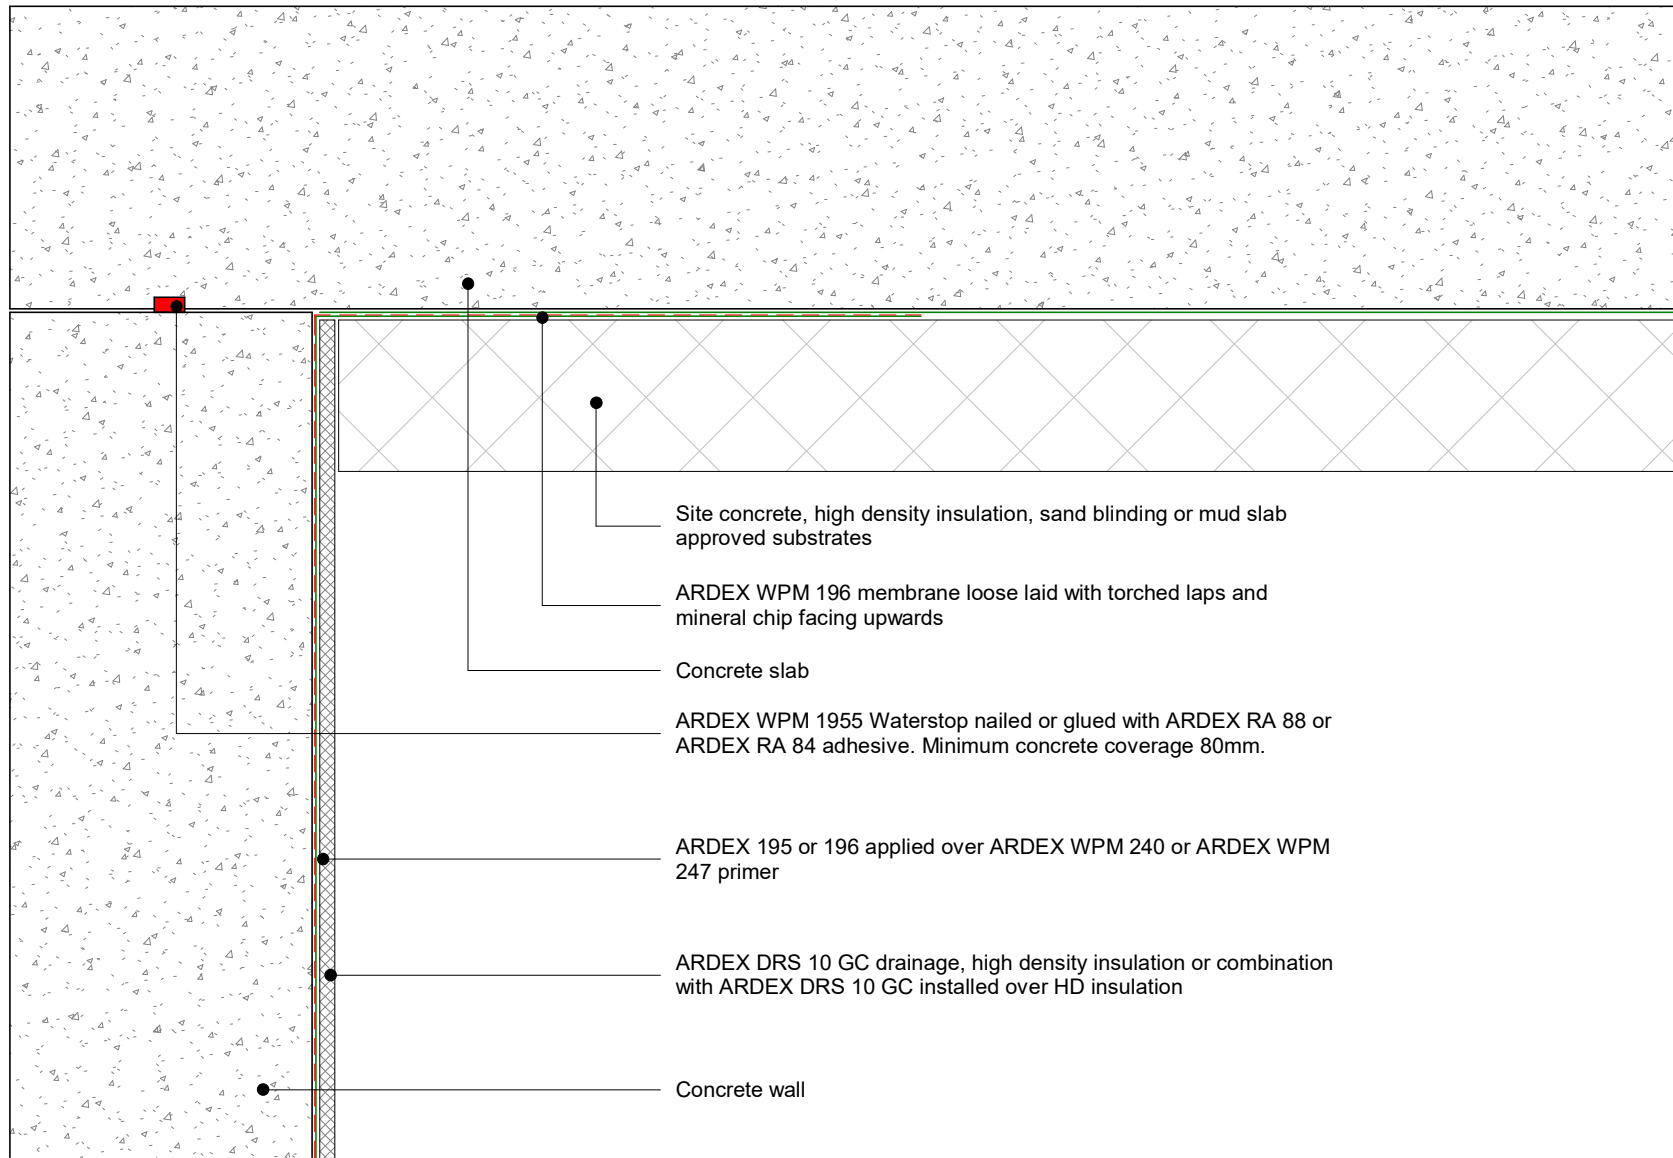 Site concrete, high density insulation, sand blinding or mud slab
approved substrates
ARDEX WPM 196 membrane loose laid with torched laps and
mineral chip facing upwards
Concrete slab
ARDEX WPM 1955 Waterstop nailed or glued with ARDEX RA 88 or
ARDEX RA 84 adhesive. Minimum concrete coverage 80mm.
ARDEX 195 or 196 applied over ARDEX WPM 240 or ARDEX WPM
247 primer
ARDEX DRS 10 GC drainage, high density insulation or combination
with ARDEX DRS 10 GC installed over HD insulation
Concrete wall